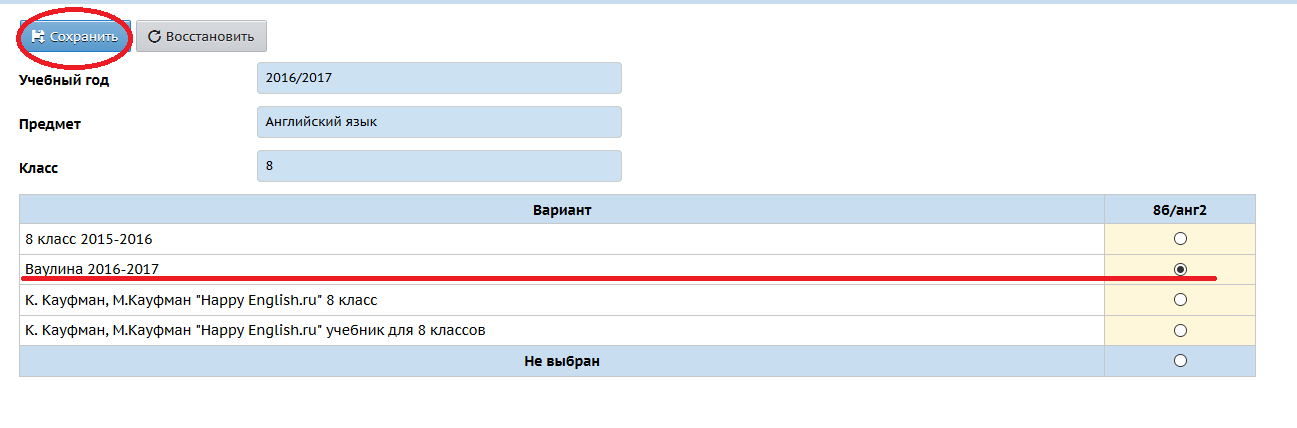 Сохранить Восстановить
Учебный год 2016/2017
Предмет Английский язык
Класс 8
Вариант 8б/анг2
8 класс 2015-2016
Ваулина 2016-2017
К. Кауфман, М.Кауфман "Happy English.ru" 8 класс
К. Кауфман, М.Кауфман "Happy English.ru" учебник для 8 классов
Не выбран